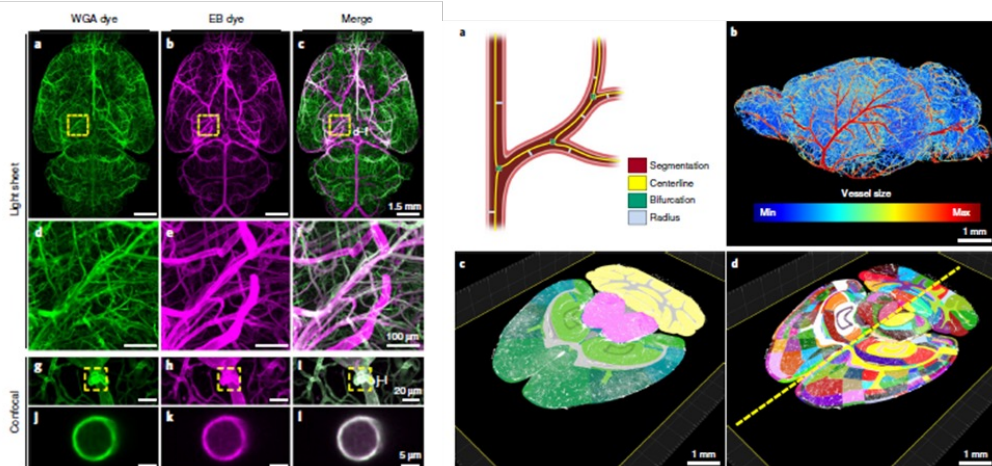 WGA dye
EB dye
Merge
Light sheet
a
b
c
d–f
1.5 mm
d
e
f
100 µm
Confocal
g
h
i
j–l
20 µm
j
k
l
5 µm
a
Segmentation
Centerline
Bifurcation
Radius
b
Vessel size
Min
Max
1 mm
c
1 mm
d
1 mm